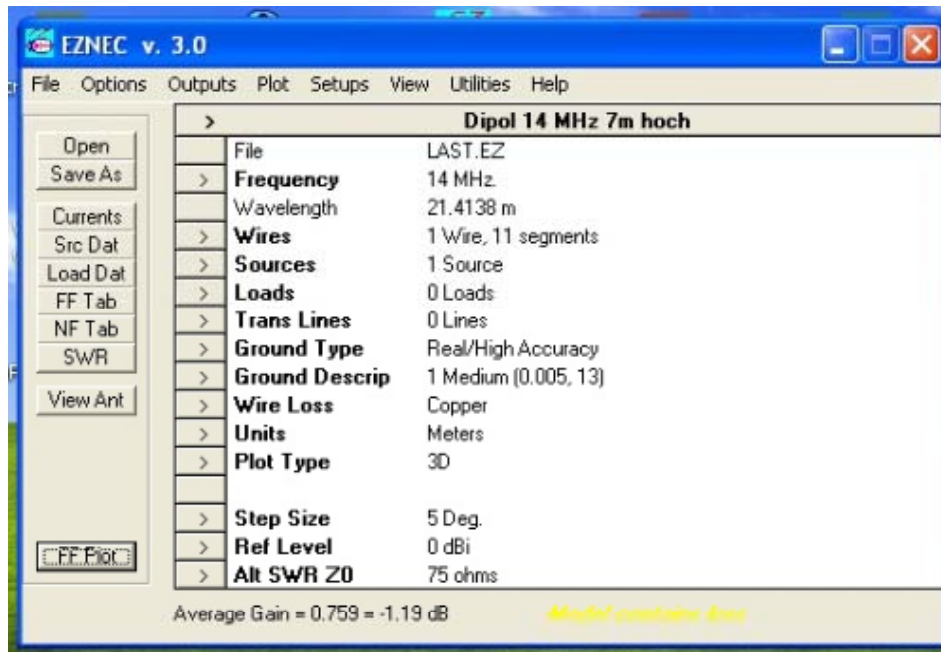 EZNEC v. 3.0
File Options Outputs Plot Setups View Utilities Help
> Dipol 14 MHz 7m hoch
Open
Save As
Currents
Src Dat
Load Dat
FF Tab
NF Tab
SWR
View Ant
FF Plot
File LAST.EZ
> Frequency 14 MHz.
Wavelength 21.4138 m
> Wires 1 Wire, 11 segments
> Sources 1 Source
> Loads 0 Loads
> Trans Lines 0 Lines
> Ground Type Real/High Accuracy
> Ground Descrip 1 Medium (0.005, 13)
> Wire Loss Copper
> Units Meters
> Plot Type 3D
> Step Size 5 Deg.
> Ref Level 0 dBi
> Alt SWR Z0 75 ohms
Average Gain = 0.759 = -1.19 dB
Model contains loss